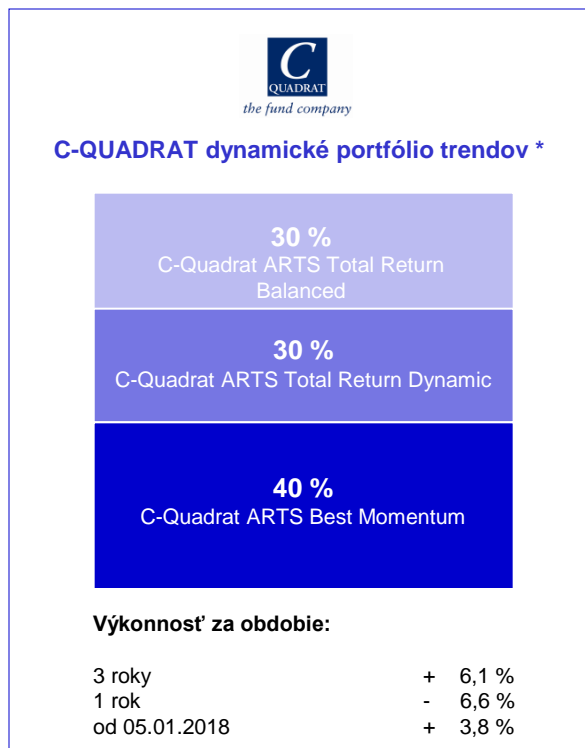 C
QUADRAT
the fund company
C-QUADRAT dynamické portfólio trendov *
30 %
C-Quadrat ARTS Total Return
Balanced
30 %
C-Quadrat ARTS Total Return Dynamic
40 %
C-Quadrat ARTS Best Momentum
Výkonnosť za obdobie:
3 roky + 6,1 %
1 rok - 6,6 %
od 05.01.2018 + 3,8 %